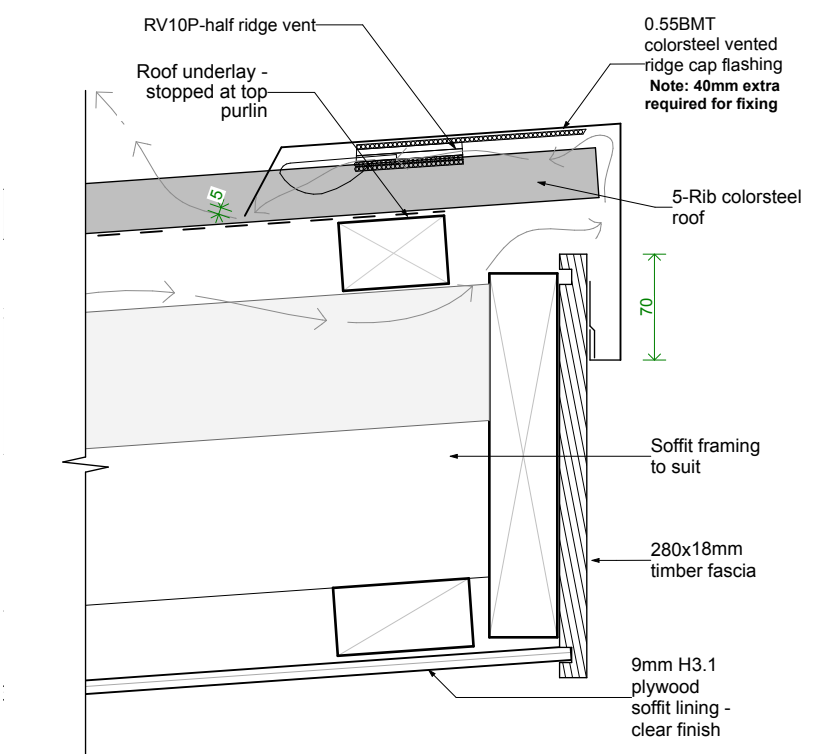 RV10P-half ridge vent
0.55BMT
colorsteel vented
ridge cap flashing
Note: 40mm extra
required for fixing
Roof underlay -
stopped at top
purlin
5
5-Rib colorsteel
roof
70
Soffit framing
to suit
280x18mm
timber fascia
9mm H3.1
plywood
soffit lining -
clear finish